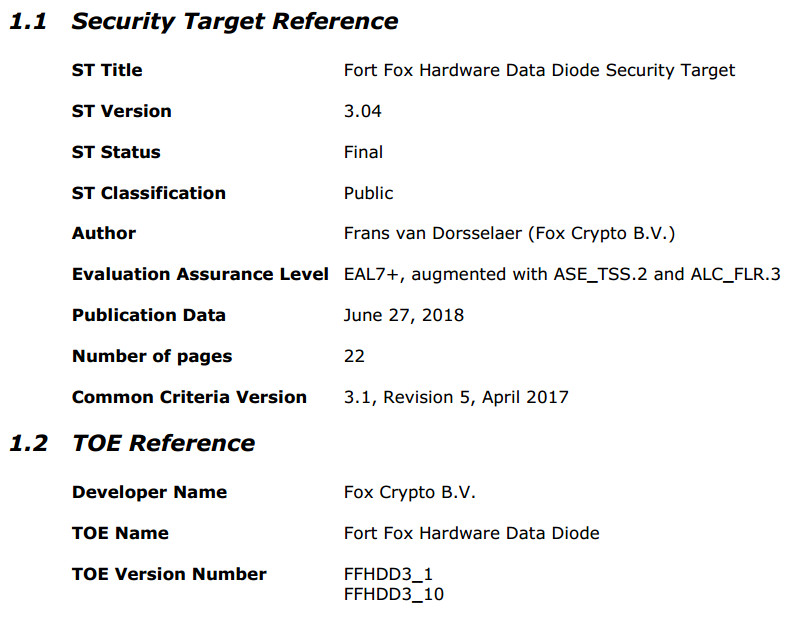 1.1 Security Target Reference
ST Title Fort Fox Hardware Data Diode Security Target
ST Version 3.04
ST Status Final
ST Classification Public
Author Frans van Dorsselaer (Fox Crypto B.V.)
Evaluation Assurance Level EAL7+, augmented with ASE_TSS.2 and ALC_FLR.3
Publication Data June 27, 2018
Number of pages 22
Common Criteria Version 3.1, Revision 5, April 2017
1.2 TOE Reference
Developer Name Fox Crypto B.V.
TOE Name Fort Fox Hardware Data Diode
TOE Version Number FFHDD3_1
FFHDD3_10